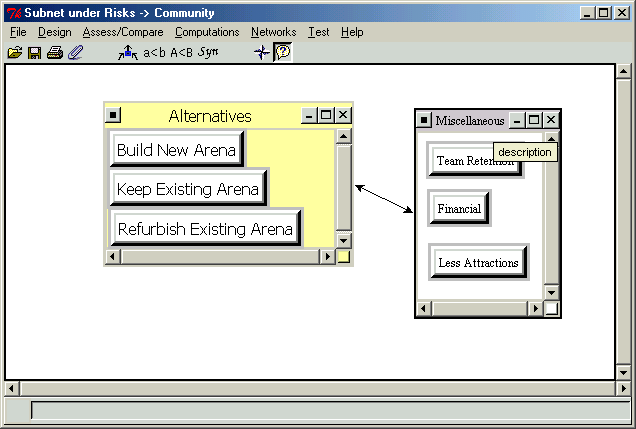 Subnet under Risks -> Community
File Design Assess/Compare Computations Networks Test Help
a<b A<B Syn
Alternatives
Build New Arena
Keep Existing Arena
Refurbish Existing Arena
Miscellaneous
description
Team Retention
Financial
Less Attractions